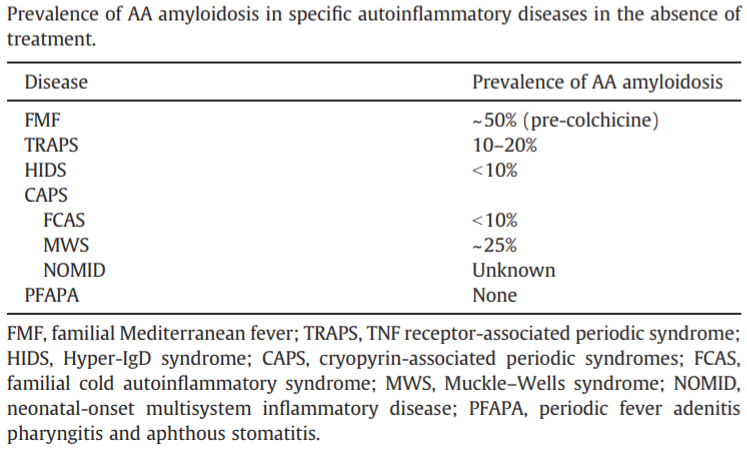 Prevalence of AA amyloidosis in specific autoinflammatory diseases in the absence of
treatment.
Disease Prevalence of AA amyloidosis
FMF ~50% (pre-colchicine)
TRAPS 10–20%
HIDS <10%
CAPS
FCAS <10%
MWS ~25%
NOMID Unknown
PFAPA None
FMF, familial Mediterranean fever; TRAPS, TNF receptor-associated periodic syndrome;
HIDS, Hyper-IgD syndrome; CAPS, cryopyrin-associated periodic syndromes; FCAS,
familial cold autoinflammatory syndrome; MWS, Muckle–Wells syndrome; NOMID,
neonatal-onset multisystem inflammatory disease; PFAPA, periodic fever adenitis
pharyngitis and aphthous stomatitis.